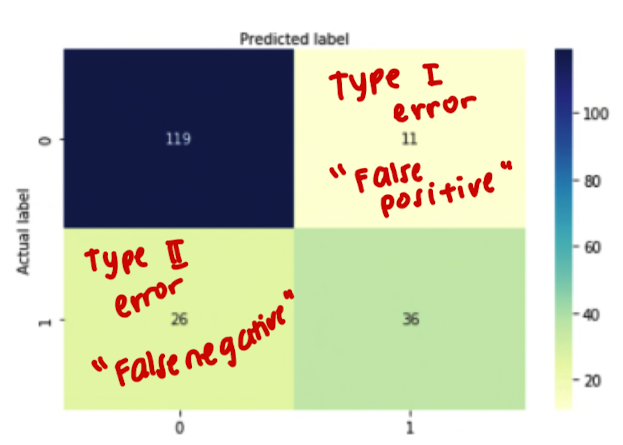 Predicted label
Type I
error
0
119
11
100
"False
positive"
80
Actual label
60
Type II
error
1
26
36
40
"False negative"
20
0
1